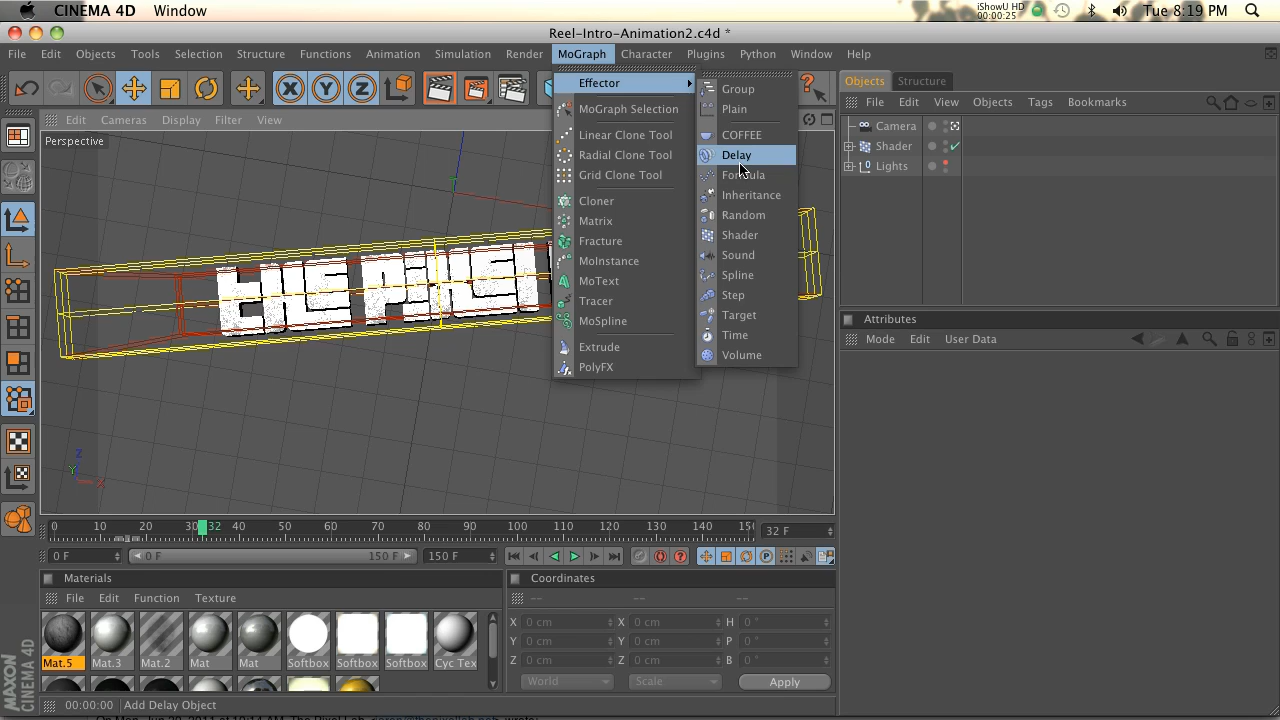 CINEMA 4D Window
iShowU HD
00:00:25
Tue 8:19 PM
Reel-Intro-Animation2.c4d *
File Edit Objects Tools Selection Structure Functions Animation Simulation Render MoGraph Character Plugins Python Window Help
Edit Cameras Display Filter View
Perspective
Effector
MoGraph Selection
Linear Clone Tool
Radial Clone Tool
Grid Clone Tool
Cloner
Matrix
Fracture
MoInstance
MoText
Tracer
MoSpline
Extrude
PolyFX
Group
Plain
COFFEE
Delay
Formula
Inheritance
Random
Shader
Sound
Spline
Step
Target
Time
Volume
Objects Structure
File Edit View Objects Tags Bookmarks
Camera
Shader
Lights
Attributes
Mode Edit User Data
THE PIXEL
X
Y
Z
Y
X
0 10 20 30 32 40 50 60 70 80 90 100 110 120 130 140 150
32 F
0 F 0 F 150 F 150 F
Materials
File Edit Function Texture
Mat.5 Mat.3 Mat.2 Mat Mat Softbox Softbox Softbox Cyc Tex
Coordinates
-- -- --
X 0 cm X 0 cm H 0 °
Y 0 cm Y 0 cm P 0 °
Z 0 cm Z 0 cm B 0 °
World Scale Apply
MAXON
CINEMA 4D
00:00:00 Add Delay Object